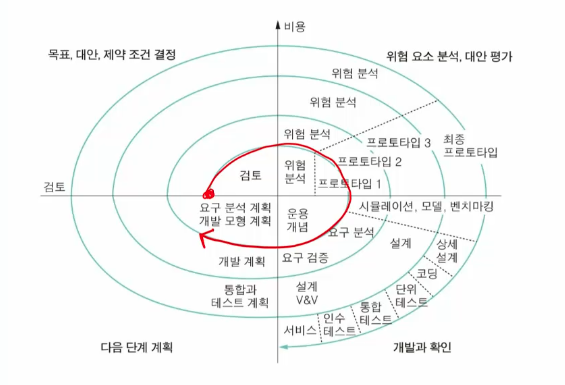 비용
목표, 대안, 제약 조건 결정
위험 요소 분석, 대안 평가
위험 분석
위험 분석
위험 분석
프로토타입 3
최종
프로토타입
검토
위험
분석
프로토타입 2
프로토타입 1
검토
시뮬레이션, 모델, 벤치마킹
요구 분석 계획
개발 모형 계획
운용
개념
요구 분석
설계
상세
설계
개발 계획
요구 검증
코딩
통합과
테스트 계획
설계
V&V
단위
테스트
통합
테스트
인수
테스트
서비스
다음 단계 계획
개발과 확인